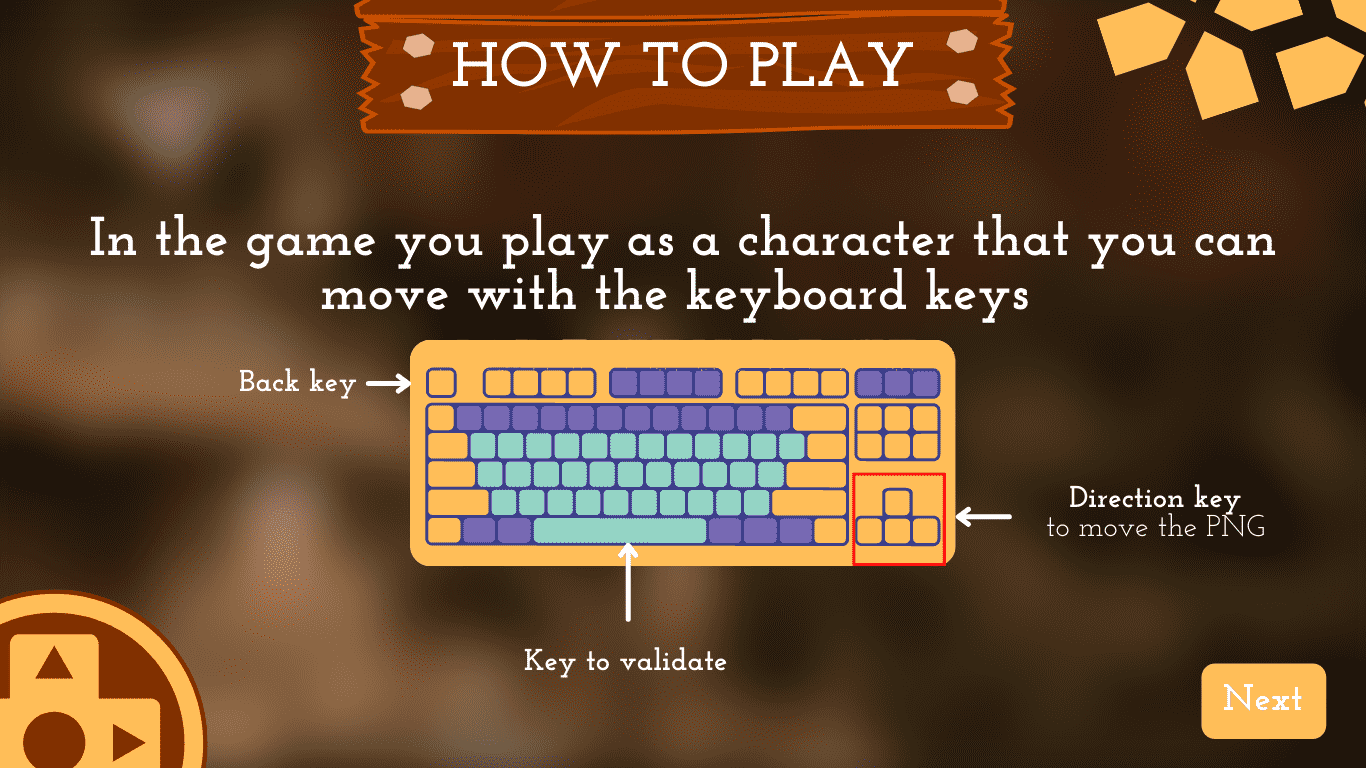 HOW TO PLAY
In the game you play as a character that you can
move with the keyboard keys
Back key
Direction key
to move the PNG
Key to validate
Next